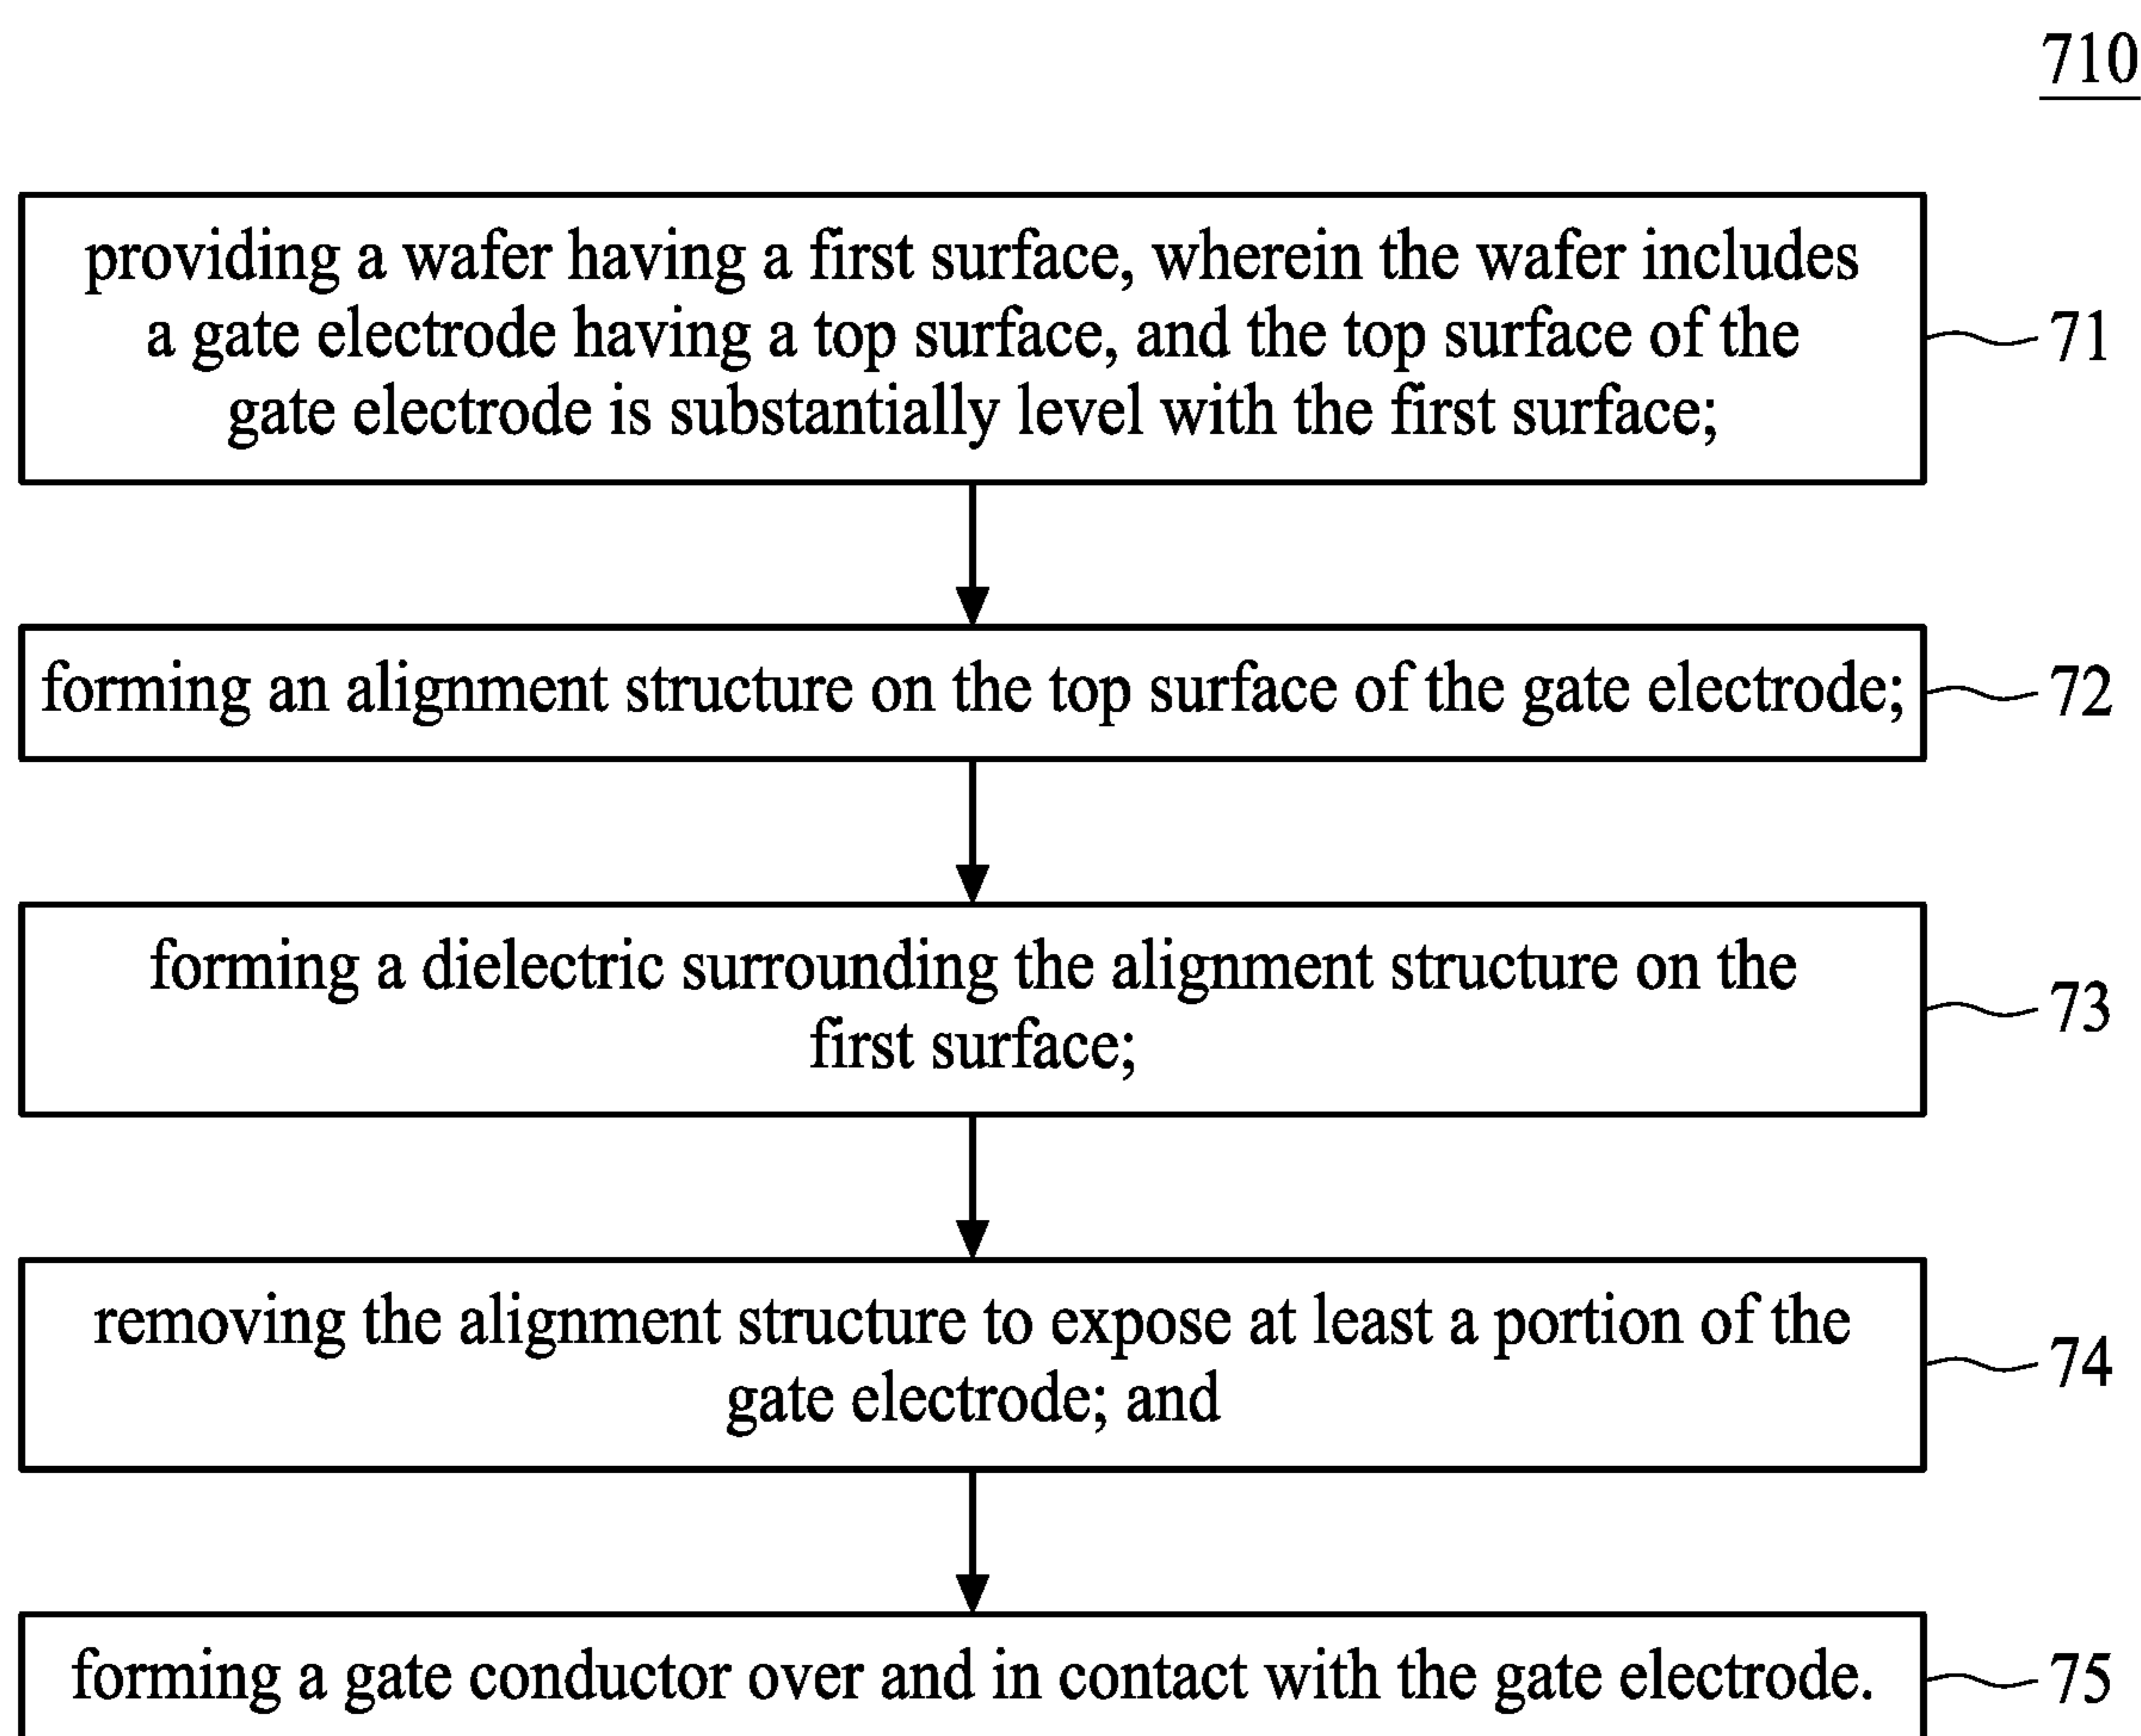 710
providing a wafer having a first surface, wherein the wafer includes
a gate electrode having a top surface, and the top surface of the
gate electrode is substantially level with the first surface;
71
forming an alignment structure on the top surface of the gate electrode;
72
forming a dielectric surrounding the alignment structure on the
first surface;
73
removing the alignment structure to expose at least a portion of the
gate electrode; and
74
forming a gate conductor over and in contact with the gate electrode.
75